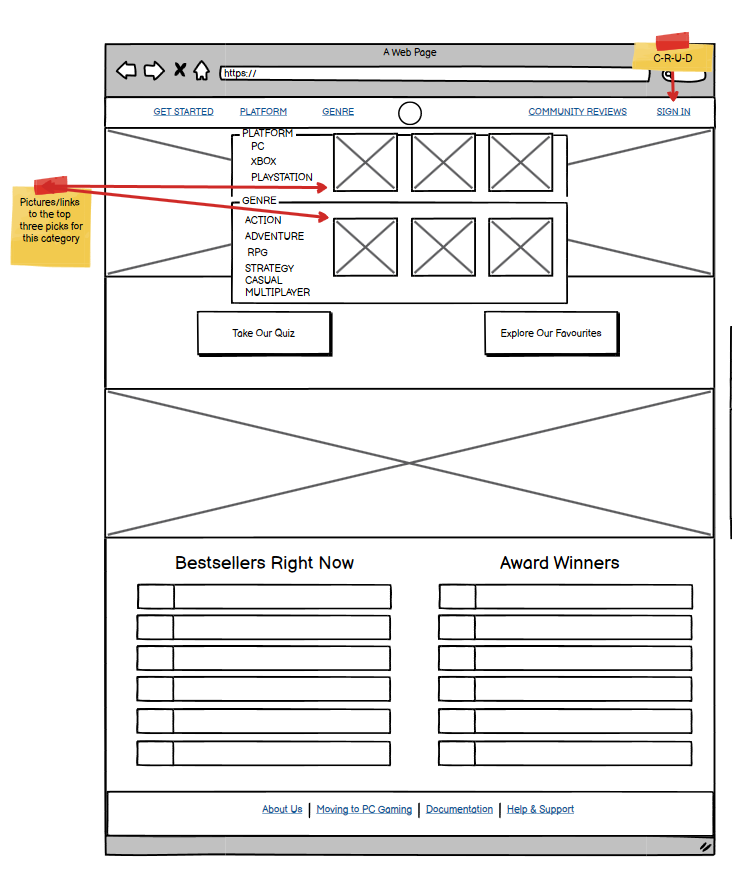 A Web Page
https://
C-R-U-D
GET STARTED PLATFORM GENRE COMMUNITY REVIEWS SIGN IN
PLATFORM
PC
XBOX
PLAYSTATION
Pictures/links
to the top
three picks for
this category
GENRE
ACTION
ADVENTURE
RPG
STRATEGY
CASUAL
MULTIPLAYER
Take Our Quiz
Explore Our Favourites
Bestsellers Right Now
Award Winners
About Us | Moving to PC Gaming | Documentation | Help & Support